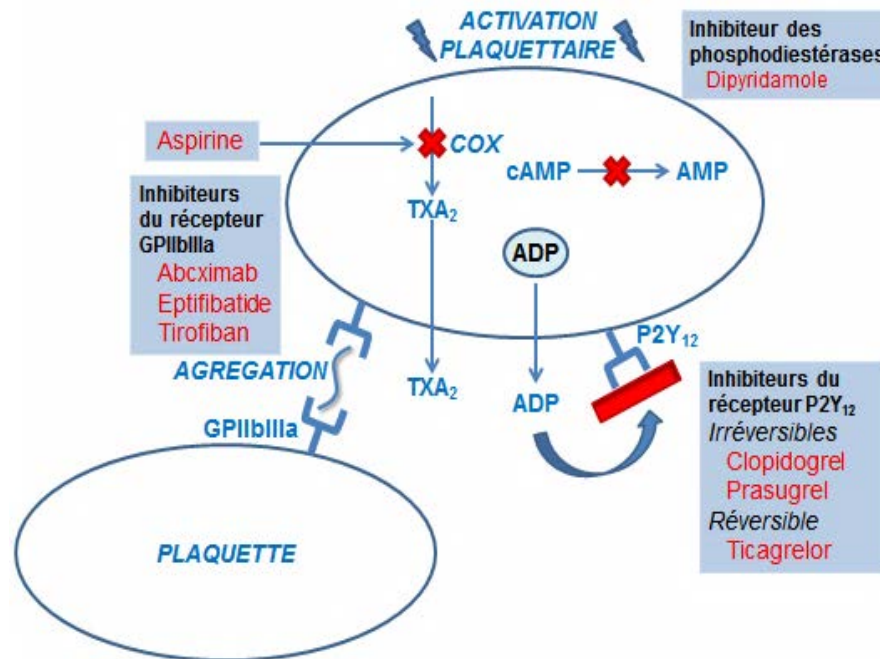 ACTIVATION
PLAQUETTAIRE
Inhibiteur des
phosphodiestérases
Dipyridamole
Aspirine
COX
cAMP
AMP
TXA2
ADP
Inhibiteurs
du récepteur
GPIIbIIIa
Abcximab
Eptifibatide
Tirofiban
P2Y12
AGREGATION
TXA2
ADP
GPIIbIIIa
Inhibiteurs du
récepteur P2Y12
Irréversibles
Clopidogrel
Prasugrel
Réversible
Ticagrelor
PLAQUETTE